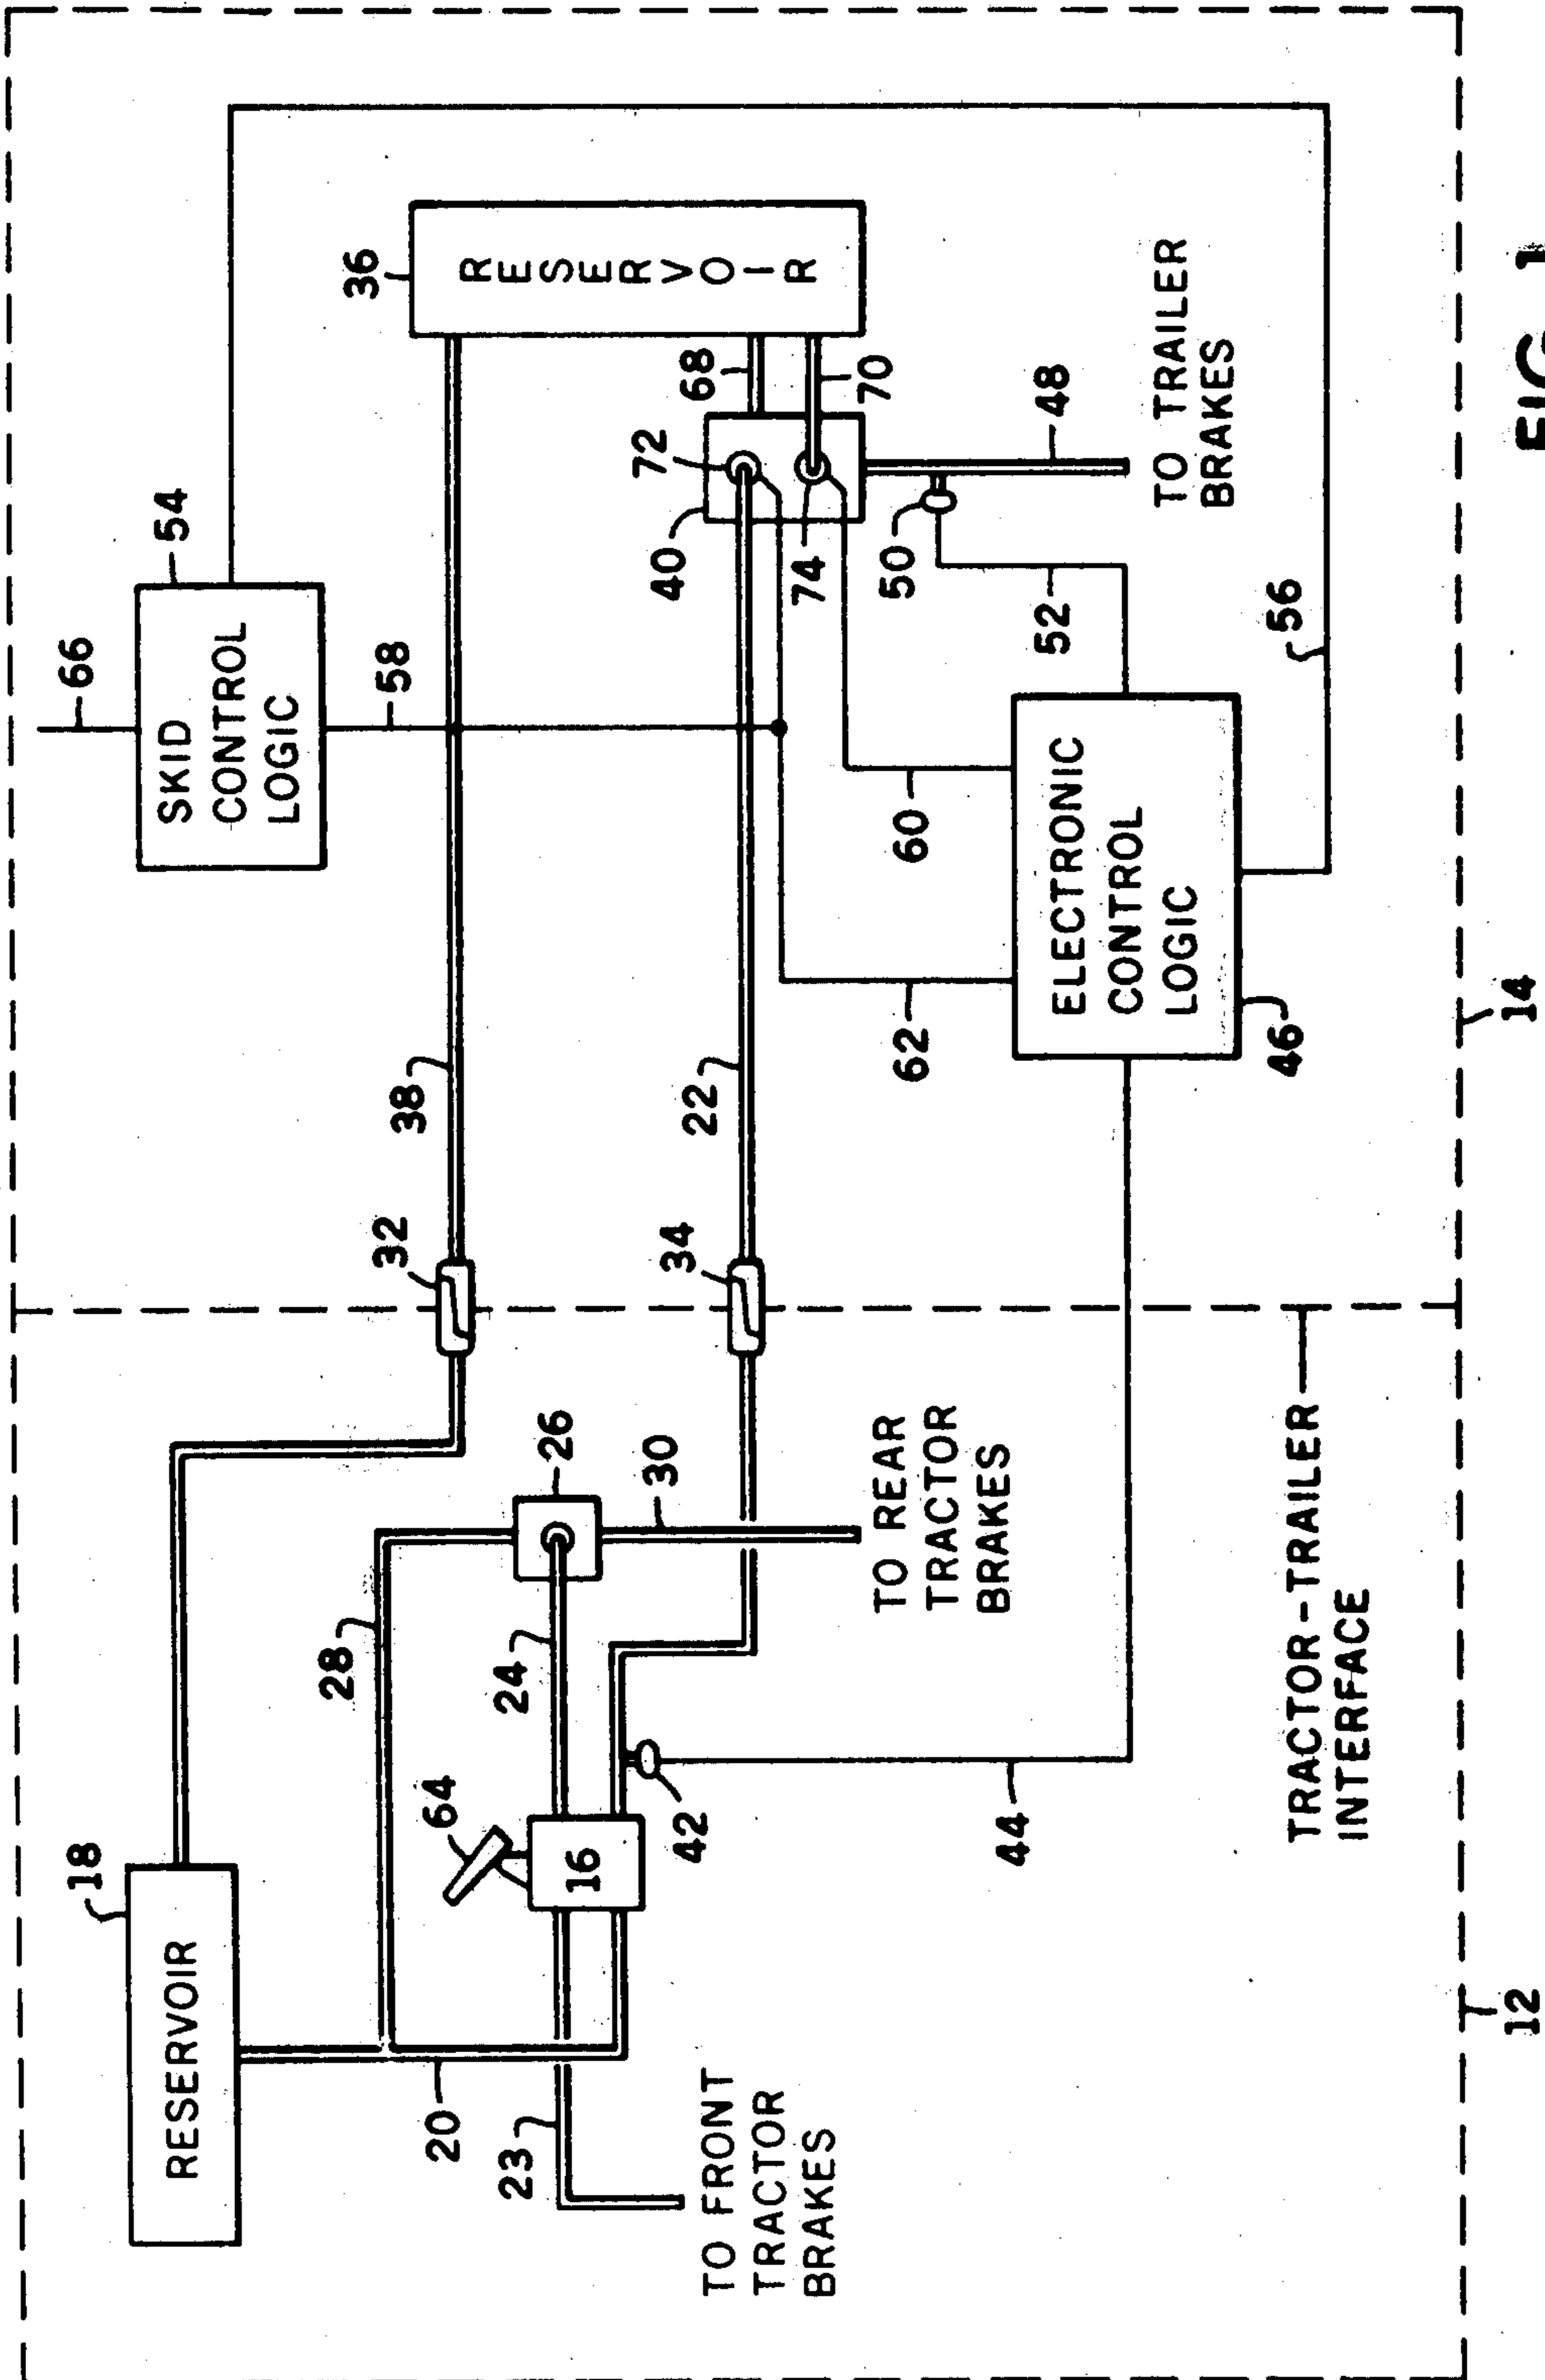 66
54
SKID
CONTROL
LOGIC
58
36
RESERVOIR
38
32
68
72
40
70
74
48
50
52
TO TRAILER
BRAKES
22
34
62
60
56
ELECTRONIC
CONTROL
LOGIC
46
14
18
RESERVOIR
28
26
24
30
64
16
42
44
20
23
TO FRONT
TRACTOR
BRAKES
TO REAR
TRACTOR
BRAKES
TRACTOR-TRAILER
INTERFACE
12
FIG. 1